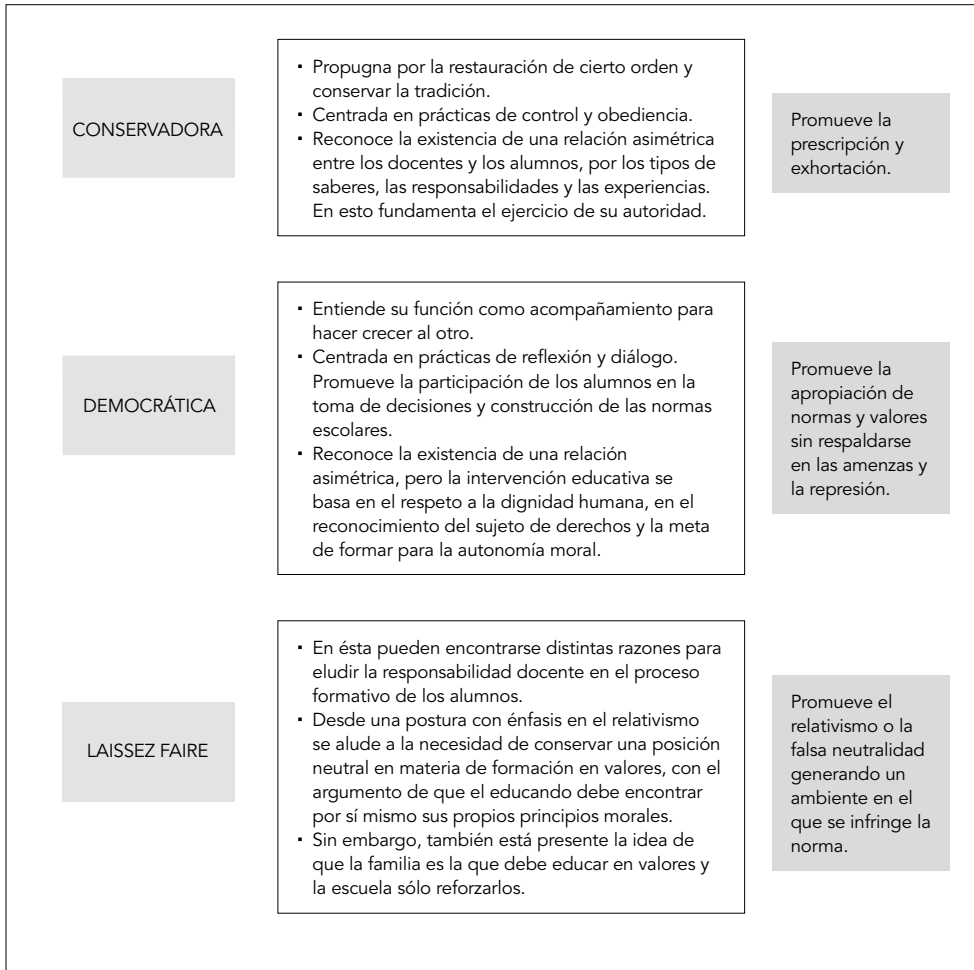 CONSERVADORA
▪ Propugna por la restauración de cierto orden y
conservar la tradición.
▪ Centrada en prácticas de control y obediencia.
▪ Reconoce la existencia de una relación asimétrica
entre los docentes y los alumnos, por los tipos de
saberes, las responsabilidades y las experiencias.
En esto fundamenta el ejercicio de su autoridad.
Promueve la
prescripción y
exhortación.
DEMOCRÁTICA
▪ Entiende su función como acompañamiento para
hacer crecer al otro.
▪ Centrada en prácticas de reflexión y diálogo.
Promueve la participación de los alumnos en la
toma de decisiones y construcción de las normas
escolares.
▪ Reconoce la existencia de una relación
asimétrica, pero la intervención educativa se
basa en el respeto a la dignidad humana, en el
reconocimiento del sujeto de derechos y la meta
de formar para la autonomía moral.
Promueve la
apropiación de
normas y valores
sin respaldarse
en las amenzas y
la represión.
LAISSEZ FAIRE
▪ En ésta pueden encontrarse distintas razones para
eludir la responsabilidad docente en el proceso
formativo de los alumnos.
▪ Desde una postura con énfasis en el relativismo
se alude a la necesidad de conservar una posición
neutral en materia de formación en valores, con el
argumento de que el educando debe encontrar
por sí mismo sus propios principios morales.
▪ Sin embargo, también está presente la idea de
que la familia es la que debe educar en valores y
la escuela sólo reforzarlos.
Promueve el
relativismo o la
falsa neutralidad
generando un
ambiente en el
que se infringe la
norma.